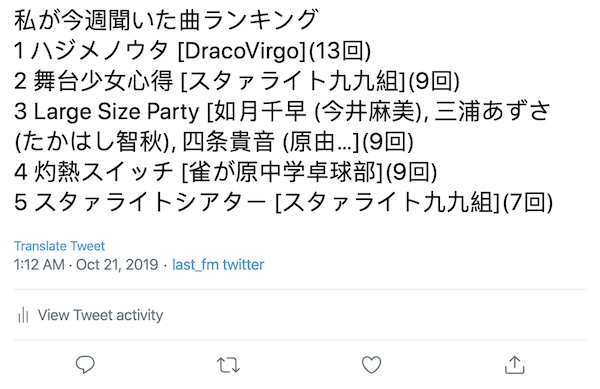 私が今週聞いた曲ランキング
1 ハジメノウタ [DracoVirgo](13回)
2 舞台少女心得 [スタァライト九九組](9回)
3 Large Size Party [如月千早 (今井麻美), 三浦あずさ
(たかはし智秋), 四条貴音 (原由…](9回)
4 灼熱スイッチ [雀が原中学卓球部](9回)
5 スタァライトシアター [スタァライト九九組](7回)
Translate Tweet
1:12 AM · Oct 21, 2019 · last_fm twitter
View Tweet activity